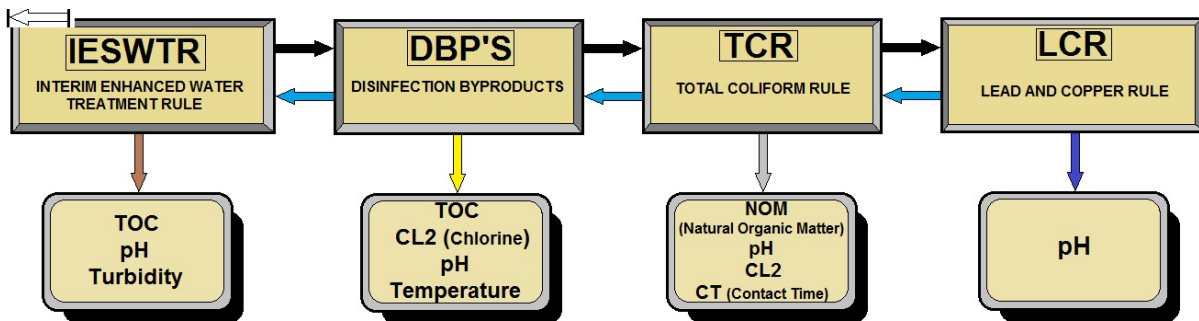 IESWTR
INTERIM ENHANCED WATER
TREATMENT RULE
DBP'S
DISINFECTION BYPRODUCTS
TCR
TOTAL COLIFORM RULE
LCR
LEAD AND COPPER RULE
TOC
pH
Turbidity
TOC
CL2 (Chlorine)
pH
Temperature
NOM
(Natural Organic Matter)
pH
CL2
CT (Contact Time)
pH